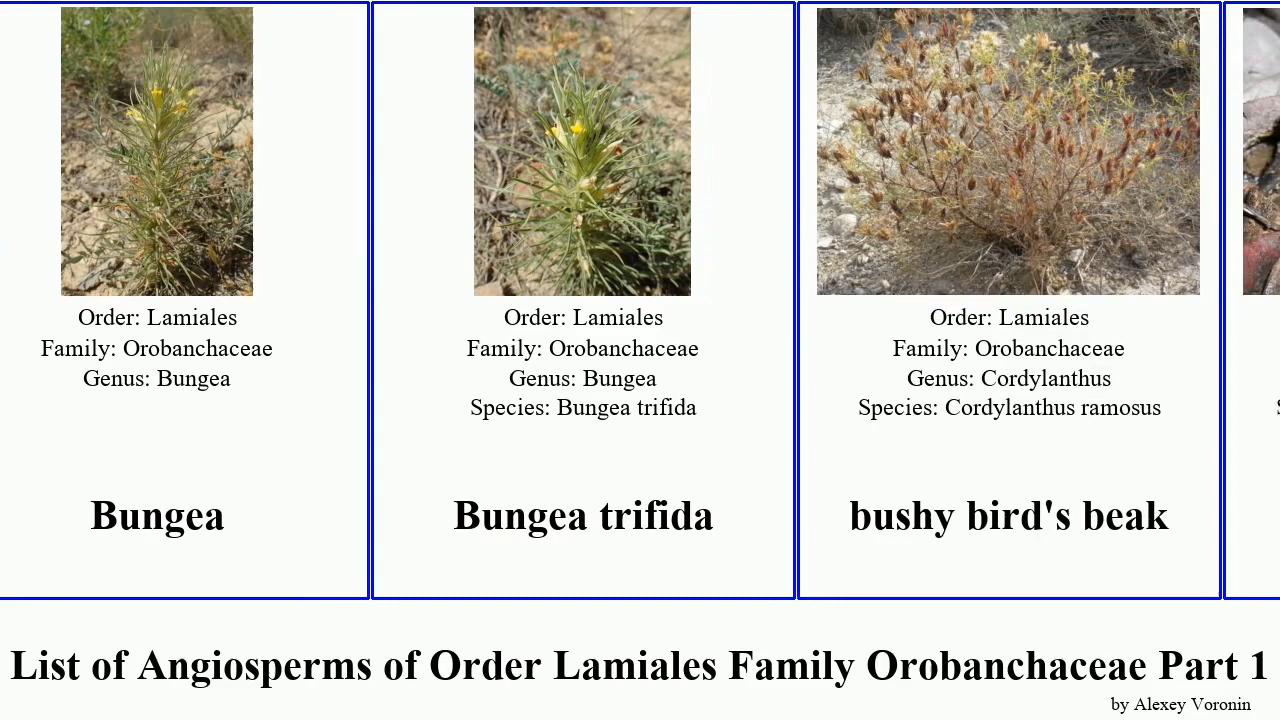 Order: Lamiales
Family: Orobanchaceae
Genus: Bungea
Bungea
Order: Lamiales
Family: Orobanchaceae
Genus: Bungea
Species: Bungea trifida
Bungea trifida
Order: Lamiales
Family: Orobanchaceae
Genus: Cordylanthus
Species: Cordylanthus ramosus
bushy bird's beak
List of Angiosperms of Order Lamiales Family Orobanchaceae Part 1
by Alexey Voronin